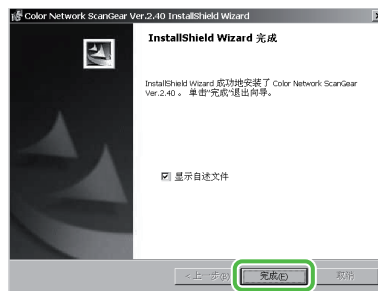 Color Network ScanGear Ver.2.40 InstallShield Wizard
InstallShield Wizard 完成
InstallShield Wizard 成功地安装了 Color Network ScanGear
Ver.2.40 。 单击“完成”退出向导。
显示自述文件
<上一步(B)
完成(F)
取消